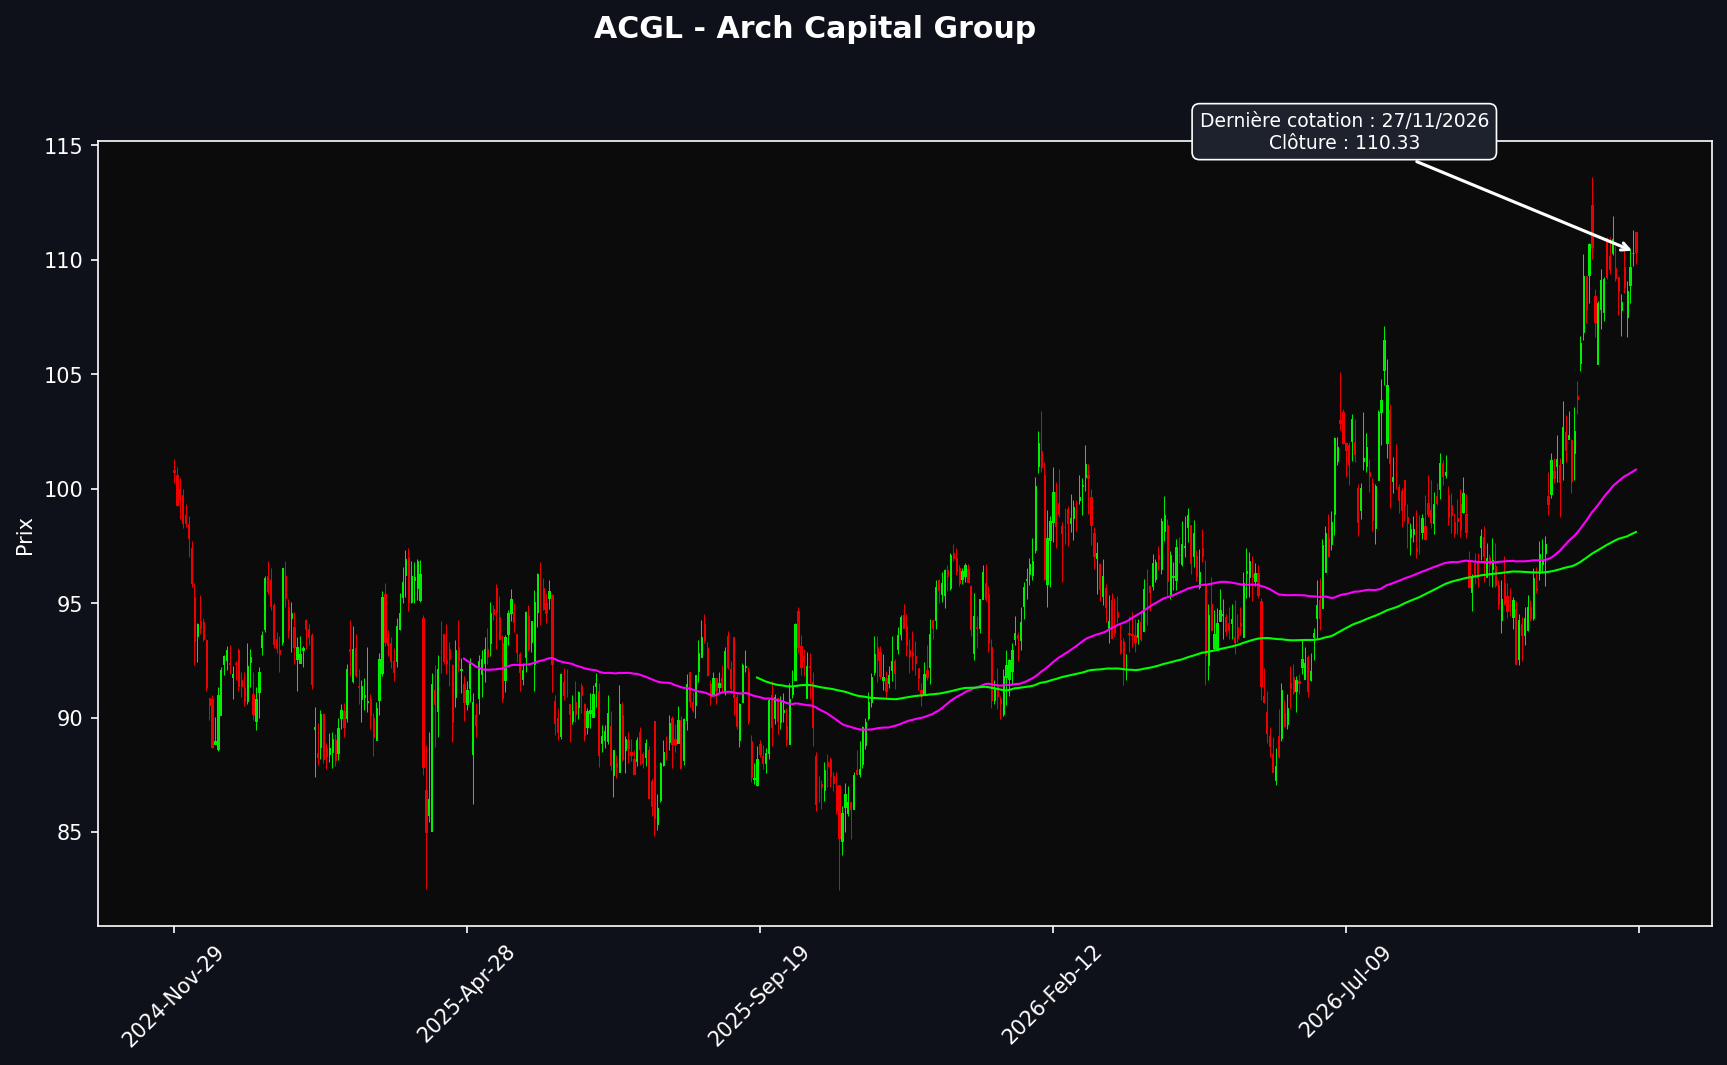 ACGL - Arch Capital Group
Dernière cotation : 27/11/2026
Clôture : 110.33
115
110
105
100
95
90
85
Prix
2024-Nov-29
2025-Apr-28
2025-Sep-19
2026-Feb-12
2026-Jul-09